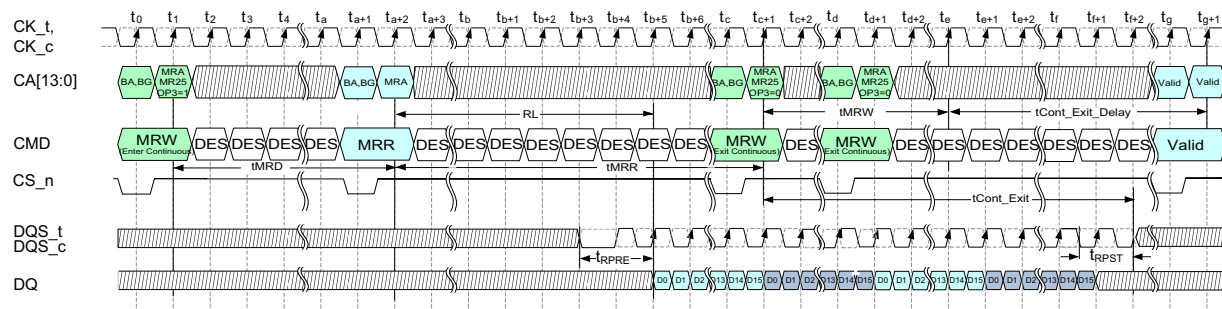 t0 t1 t2 t3 t4 ta ta+1 ta+2 ta+3 tb tb+1 tb+2 tb+3 tb+4 tb+5 tb+6 tc tc+1 tc+2 td td+1 td+2 te te+1 te+2 tf tf+1 tf+2 tg tg+1
CK_t,
CK_c
CA[13:0] BA,BG MRA MR25 OP3=1 BA,BG MRA BA,BG MRA MR25 OP3=0 BA,BG MRA MR25 OP3=0 Valid Valid
RL tMRW tCont_Exit_Delay
CMD MRW (Enter Continuous) DES DES DES DES MRR DES DES DES DES DES DES DES DES MRW (Exit Continuous) DES MRW (Exit Continuous) DES DES DES DES DES DES DES Valid
tMRD tMRR
CS_n
tCont_Exit
DQS_t
DQS_c
tRPRE tRPST
DQ D0 D1 D2 D13 D14 D15 D0 D1 D2 D13 D14 D15 D0 D1 D2 D13 D14 D15 D0 D1 D2 D13 D14 D15